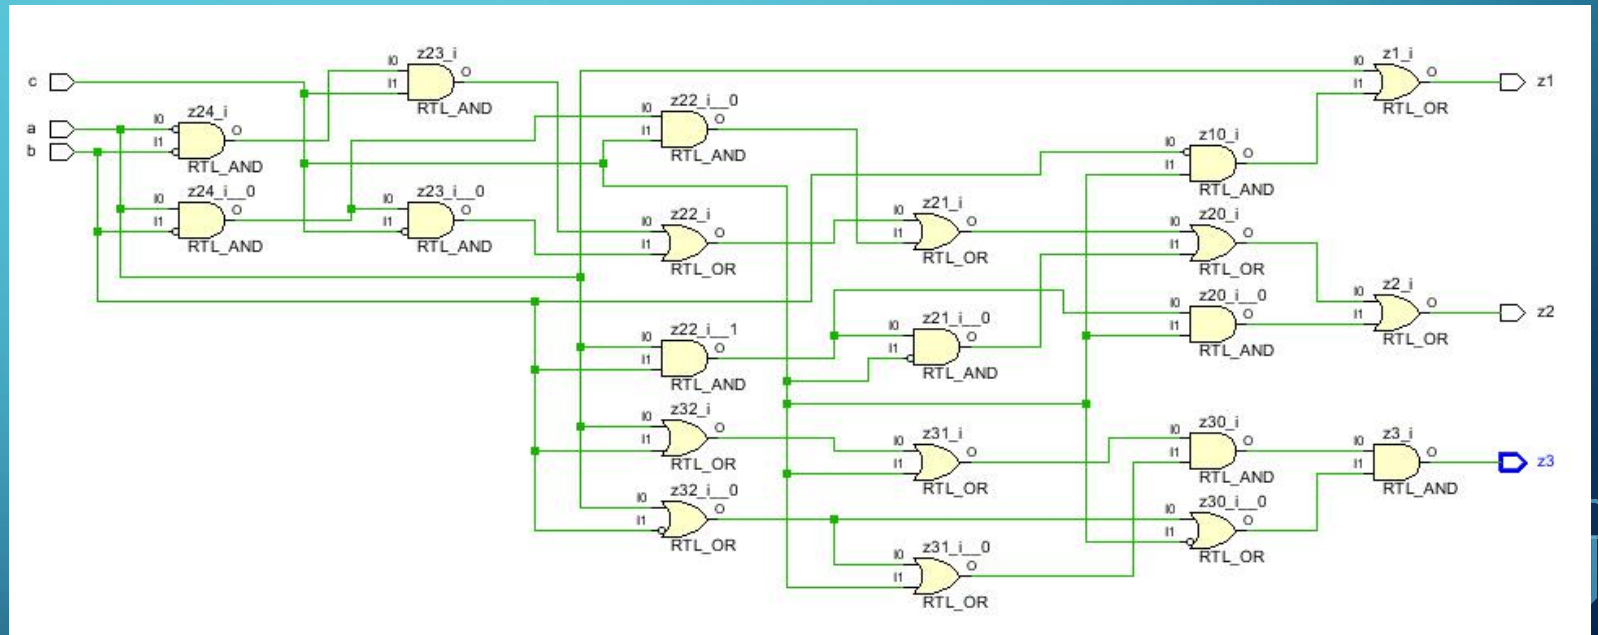 c
a
b
z24_i
I0
I1
O
RTL_AND
z24_i__0
I0
I1
O
RTL_AND
z23_i
I0
I1
O
RTL_AND
z23_i__0
I0
I1
O
RTL_AND
z22_i__0
I0
I1
O
RTL_AND
z22_i
I0
I1
O
RTL_OR
z22_i__1
I0
I1
O
RTL_AND
z32_i
I0
I1
O
RTL_OR
z32_i__0
I0
I1
O
RTL_OR
z21_i
I0
I1
O
RTL_OR
z21_i__0
I0
I1
O
RTL_AND
z31_i
I0
I1
O
RTL_OR
z31_i__0
I0
I1
O
RTL_OR
z10_i
I0
I1
O
RTL_AND
z20_i
I0
I1
O
RTL_OR
z20_i__0
I0
I1
O
RTL_AND
z30_i
I0
I1
O
RTL_AND
z30_i__0
I0
I1
O
RTL_OR
z1_i
I0
I1
O
RTL_OR
z2_i
I0
I1
O
RTL_OR
z3_i
I0
I1
O
RTL_AND
z1
z2
z3